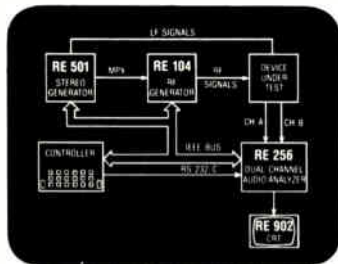 LF SIGNALS
RE 501
STEREO
GENERATOR
MPX
RE 104
RF
GENERATOR
RF
SIGNALS
DEVICE
UNDER
TEST
CH A
CH B
CONTROLLER
IEEE BUS
RS 232 C
RE 256
DUAL CHANNEL
AUDIO ANALYZER
RE 902
CRT